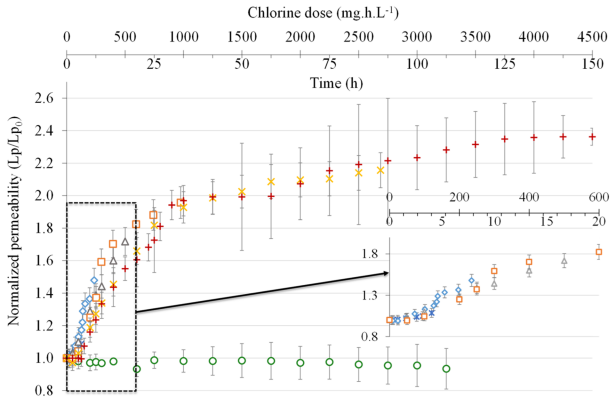 Chlorine dose (mg.h.L-1)
0 500 1000 1500 2000 2500 3000 3500 4000 4500
0 25 50 75 100 125 150
Time (h)
Normalized permeability (Lp/Lp0)
2.6
2.4
2.2
2.0
1.8
1.6
1.4
1.2
1.0
0.8
0 200 400 600
0 5 10 15 20
1.8
1.3
0.8